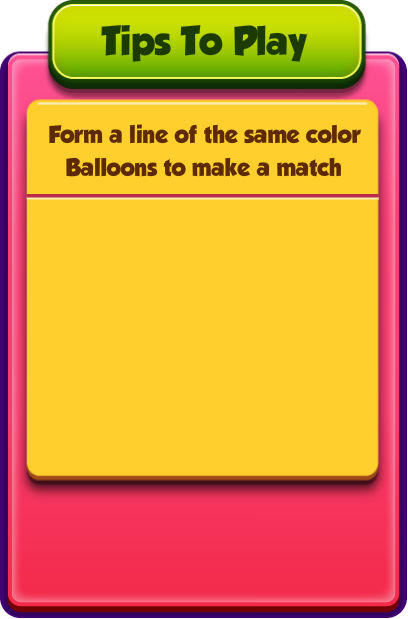 Tips To Play
Form a line of the same color
Balloons to make a match